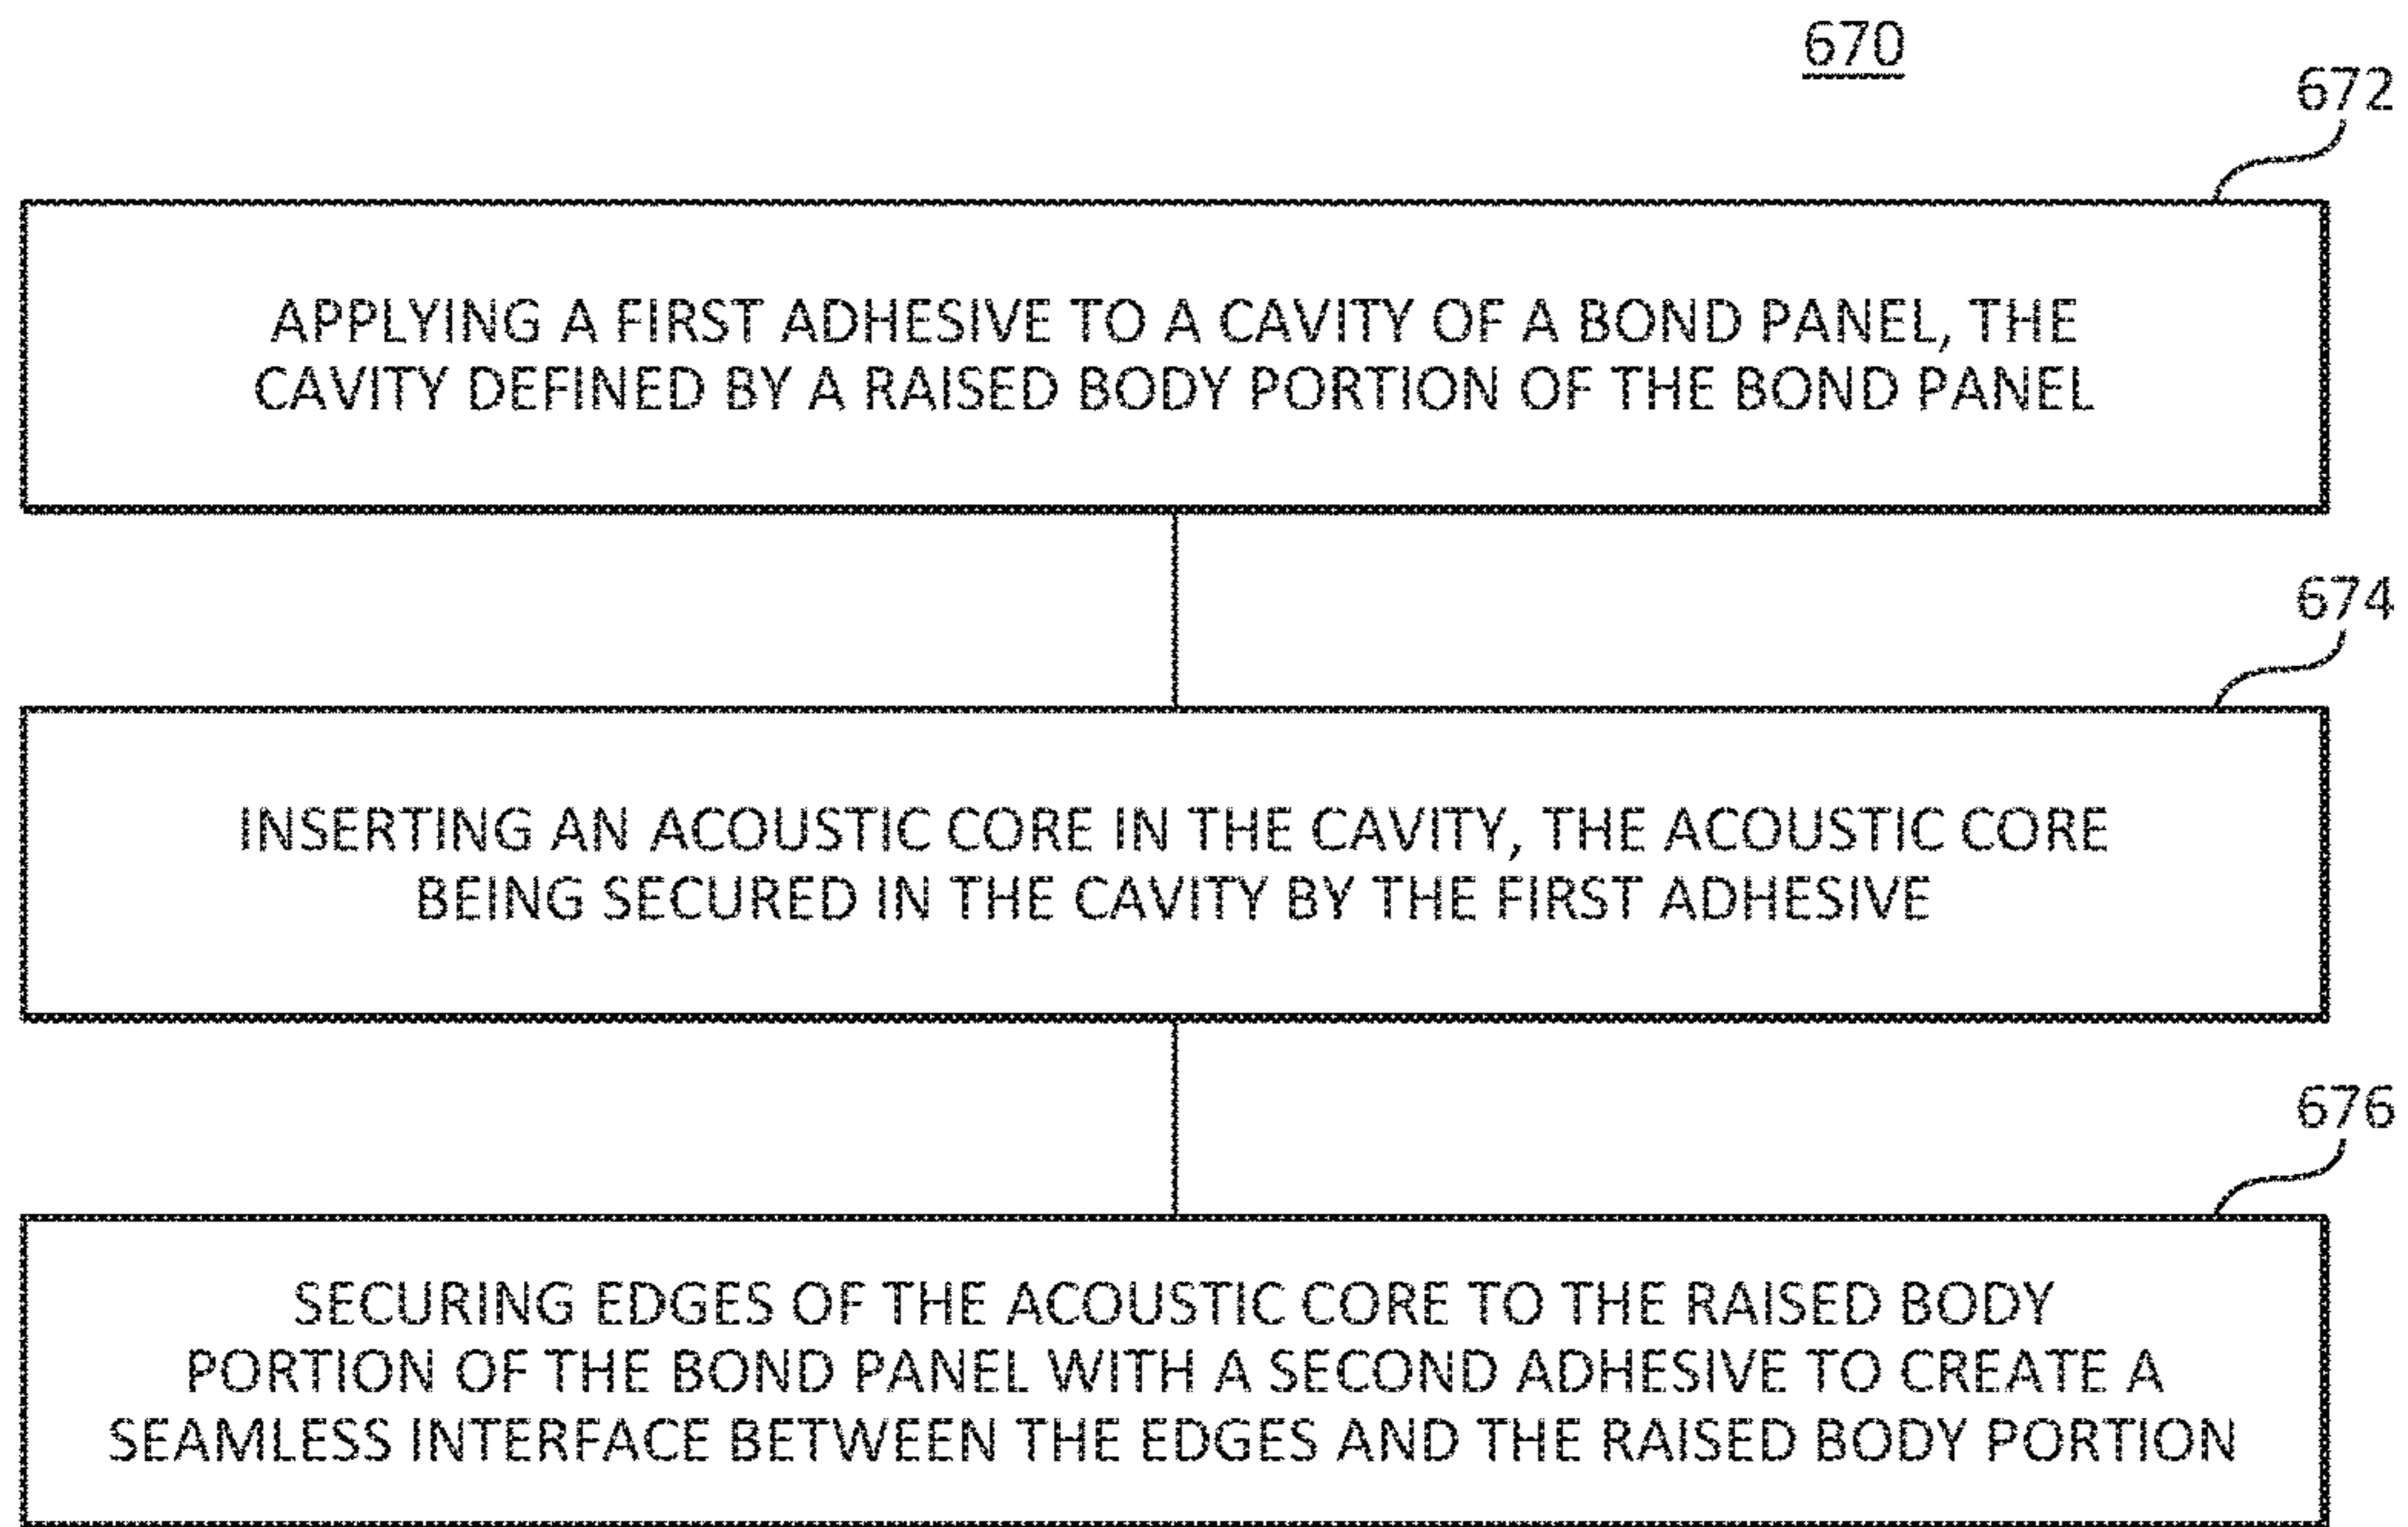 670
672
APPLYING A FIRST ADHESIVE TO A CAVITY OF A BOND PANEL, THE
CAVITY DEFINED BY A RAISED BODY PORTION OF THE BOND PANEL
674
INSERTING AN ACOUSTIC CORE IN THE CAVITY, THE ACOUSTIC CORE
BEING SECURED IN THE CAVITY BY THE FIRST ADHESIVE
676
SECURING EDGES OF THE ACOUSTIC CORE TO THE RAISED BODY
PORTION OF THE BOND PANEL WITH A SECOND ADHESIVE TO CREATE A
SEAMLESS INTERFACE BETWEEN THE EDGES AND THE RAISED BODY PORTION